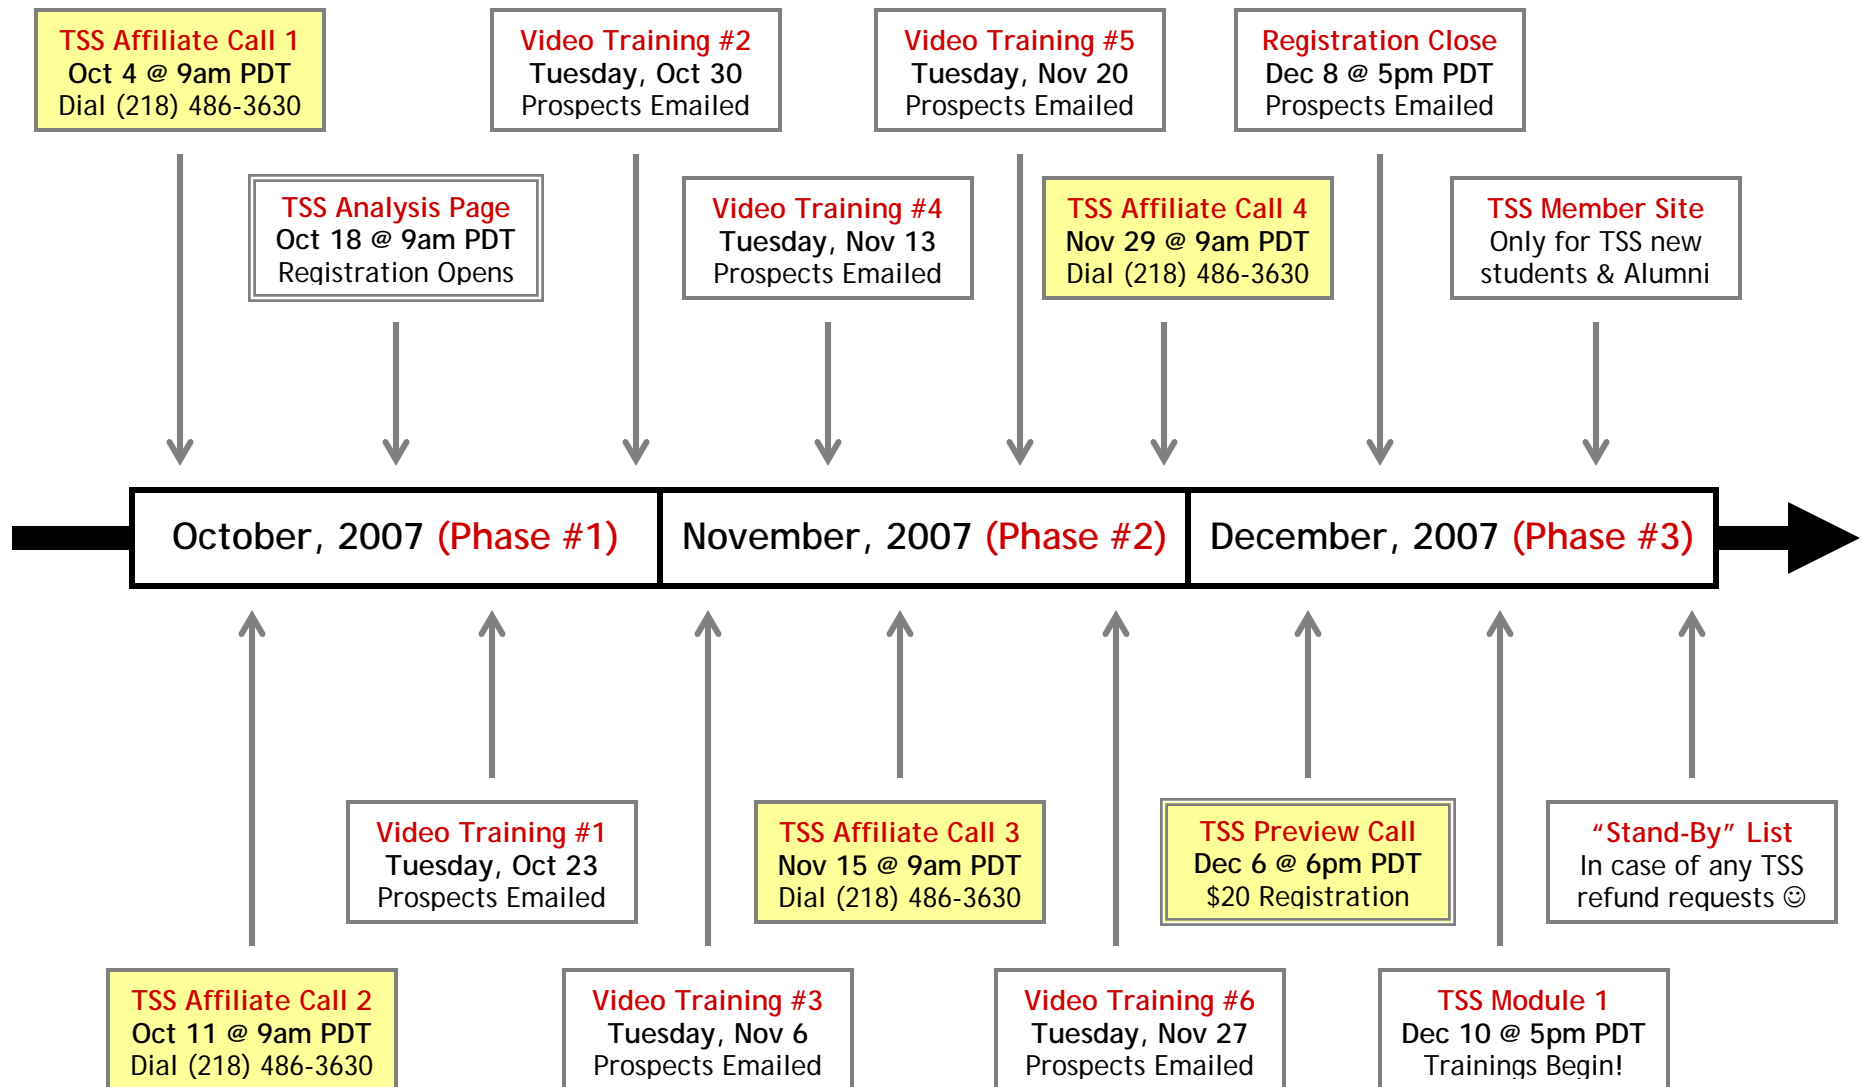 TSS Affiliate Call 1
Oct 4 @ 9am PDT
Dial (218) 486-3630
Video Training #2
Tuesday, Oct 30
Prospects Emailed
Video Training #5
Tuesday, Nov 20
Prospects Emailed
Registration Close
Dec 8 @ 5pm PDT
Prospects Emailed
TSS Analysis Page
Oct 18 @ 9am PDT
Registration Opens
Video Training #4
Tuesday, Nov 13
Prospects Emailed
TSS Affiliate Call 4
Nov 29 @ 9am PDT
Dial (218) 486-3630
TSS Member Site
Only for TSS new
students & Alumni
October, 2007 (Phase #1)
November, 2007 (Phase #2)
December, 2007 (Phase #3)
Video Training #1
Tuesday, Oct 23
Prospects Emailed
TSS Affiliate Call 3
Nov 15 @ 9am PDT
Dial (218) 486-3630
TSS Preview Call
Dec 6 @ 6pm PDT
$20 Registration
“Stand-By” List
In case of any TSS
refund requests ☺
TSS Affiliate Call 2
Oct 11 @ 9am PDT
Dial (218) 486-3630
Video Training #3
Tuesday, Nov 6
Prospects Emailed
Video Training #6
Tuesday, Nov 27
Prospects Emailed
TSS Module 1
Dec 10 @ 5pm PDT
Trainings Begin!